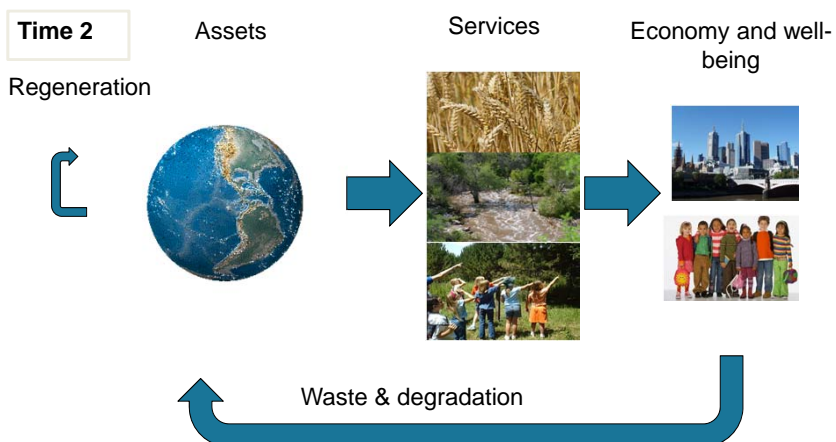 Time 2
Assets
Services
Economy and well-
being
Regeneration
Waste & degradation